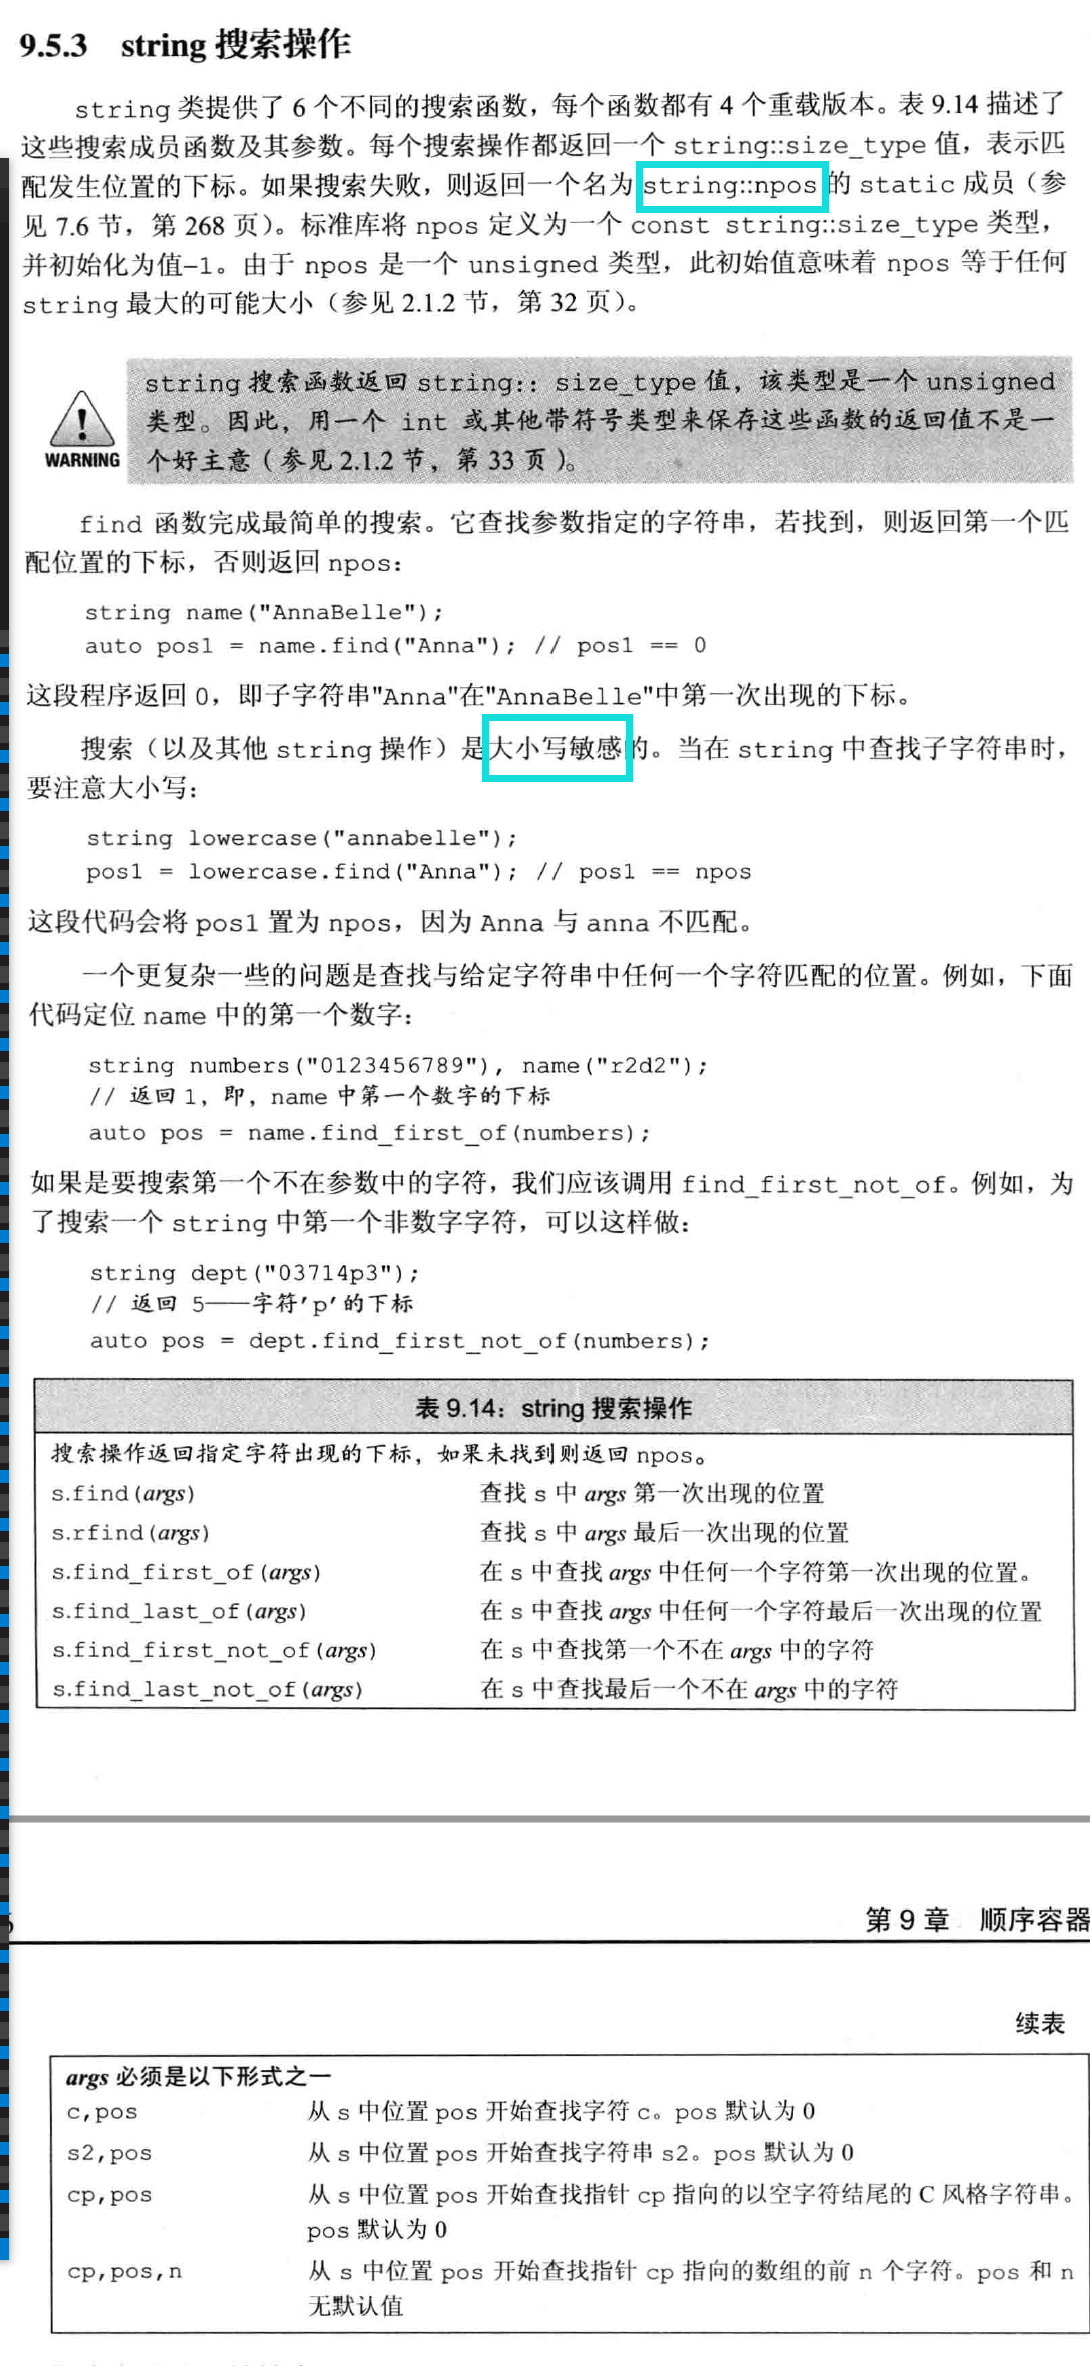 9.5.3 string 搜索操作
string 类提供了 6 个不同的搜索函数，每个函数都有 4 个重载版本。表 9.14 描述了
这些搜索成员函数及其参数。每个搜索操作都返回一个 string::size_type 值，表示匹
配发生位置的下标。如果搜索失败，则返回一个名为 string::npos 的 static 成员（参
见 7.6 节，第 268 页）。标准库将 npos 定义为一个 const string::size_type 类型，
并初始化为值-1。由于 npos 是一个 unsigned 类型，此初始值意味着 npos 等于任何
string 最大的可能大小（参见 2.1.2 节，第 32 页）。
string 搜索函数返回 string:: size_type 值，该类型是一个 unsigned
类型。因此，用一个 int 或其他带符号类型来保存这些函数的返回值不是一
WARNING 个好主意（参见 2.1.2 节，第 33 页）。
find 函数完成最简单的搜索。它查找参数指定的字符串，若找到，则返回第一个匹
配位置的下标，否则返回 npos：
string name("AnnaBelle");
auto pos1 = name.find("Anna"); // pos1 == 0
这段程序返回 0，即子字符串"Anna"在"AnnaBelle"中第一次出现的下标。
搜索（以及其他 string 操作）是大小写敏感的。当在 string 中查找子字符串时，
要注意大小写：
string lowercase("annabelle");
pos1 = lowercase.find("Anna"); // pos1 == npos
这段代码会将 pos1 置为 npos，因为 Anna 与 anna 不匹配。
一个更复杂一些的问题是查找与给定字符串中任何一个字符匹配的位置。例如，下面
代码定位 name 中的第一个数字：
string numbers("0123456789"), name("r2d2");
// 返回 1，即，name 中第一个数字的下标
auto pos = name.find_first_of(numbers);
如果是要搜索第一个不在参数中的字符，我们应该调用 find_first_not_of。例如，为
了搜索一个 string 中第一个非数字字符，可以这样做：
string dept("03714p3");
// 返回 5——字符'p'的下标
auto pos = dept.find_first_not_of(numbers);
表 9.14：string 搜索操作
搜索操作返回指定字符出现的下标，如果未找到则返回 npos。
s.find(args) 查找 s 中 args 第一次出现的位置
s.rfind(args) 查找 s 中 args 最后一次出现的位置
s.find_first_of(args) 在 s 中查找 args 中任何一个字符第一次出现的位置。
s.find_last_of(args) 在 s 中查找 args 中任何一个字符最后一次出现的位置
s.find_first_not_of(args) 在 s 中查找第一个不在 args 中的字符
s.find_last_not_of(args) 在 s 中查找最后一个不在 args 中的字符
第 9 章 顺序容器
续表
args 必须是以下形式之一
c,pos 从 s 中位置 pos 开始查找字符 c。pos 默认为 0
s2,pos 从 s 中位置 pos 开始查找字符串 s2。pos 默认为 0
cp,pos 从 s 中位置 pos 开始查找指针 cp 指向的以空字符结尾的 C 风格字符串。
pos 默认为 0
cp,pos,n 从 s 中位置 pos 开始查找指针 cp 指向的数组的前 n 个字符。pos 和 n
无默认值